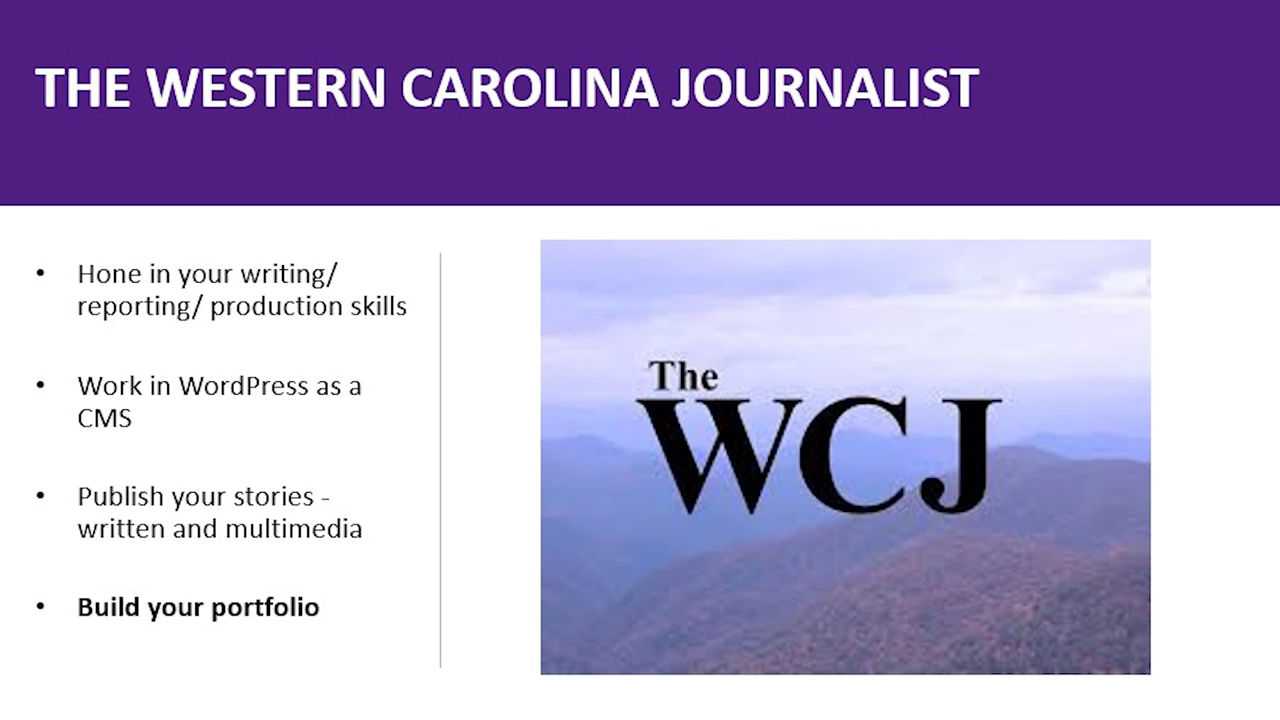 THE WESTERN CAROLINA JOURNALIST
• Hone in your writing/
reporting/ production skills
• Work in WordPress as a
CMS
• Publish your stories -
written and multimedia
• Build your portfolio
The
WCJ